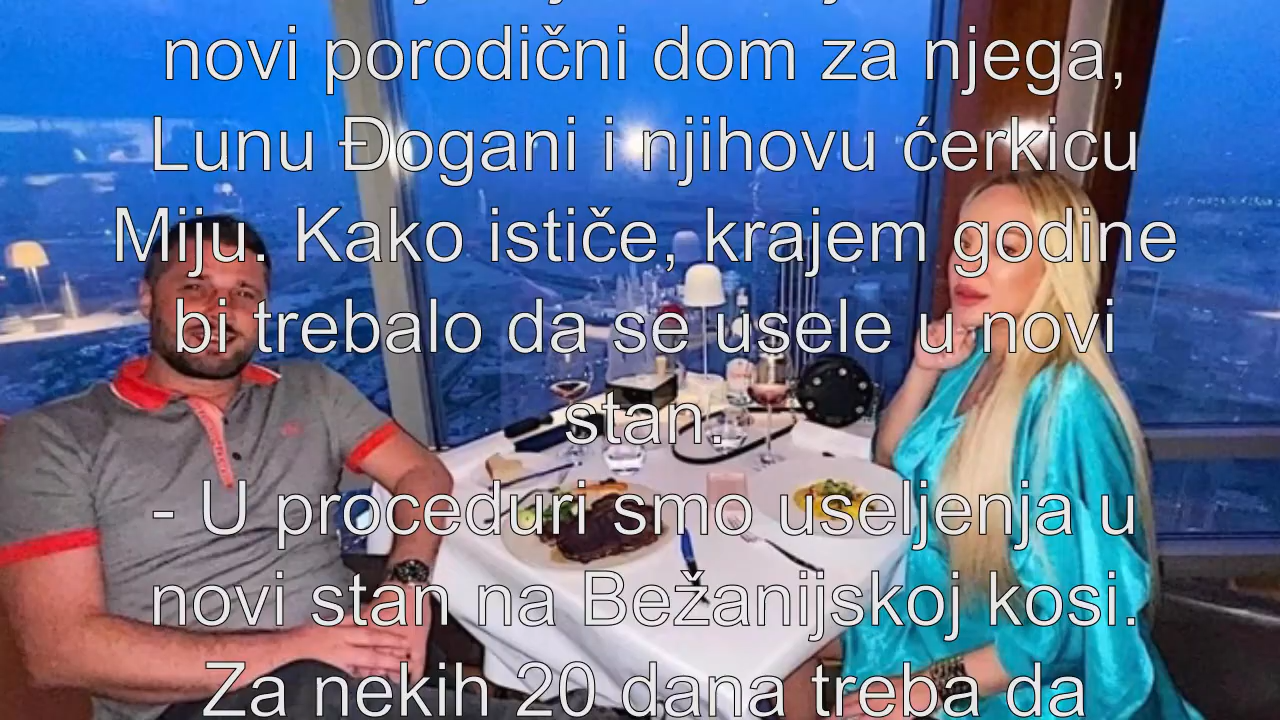 novi porodični dom za njega,
Lunu Đogani i njihovu ćerkicu
Miju. Kako ističe, krajem godine
bi trebalo da se usele u novi
stan.
- U proceduri smo useljenja u
novi stan na Bežanijskoj kosi.
Za nekih 20 dana treba da